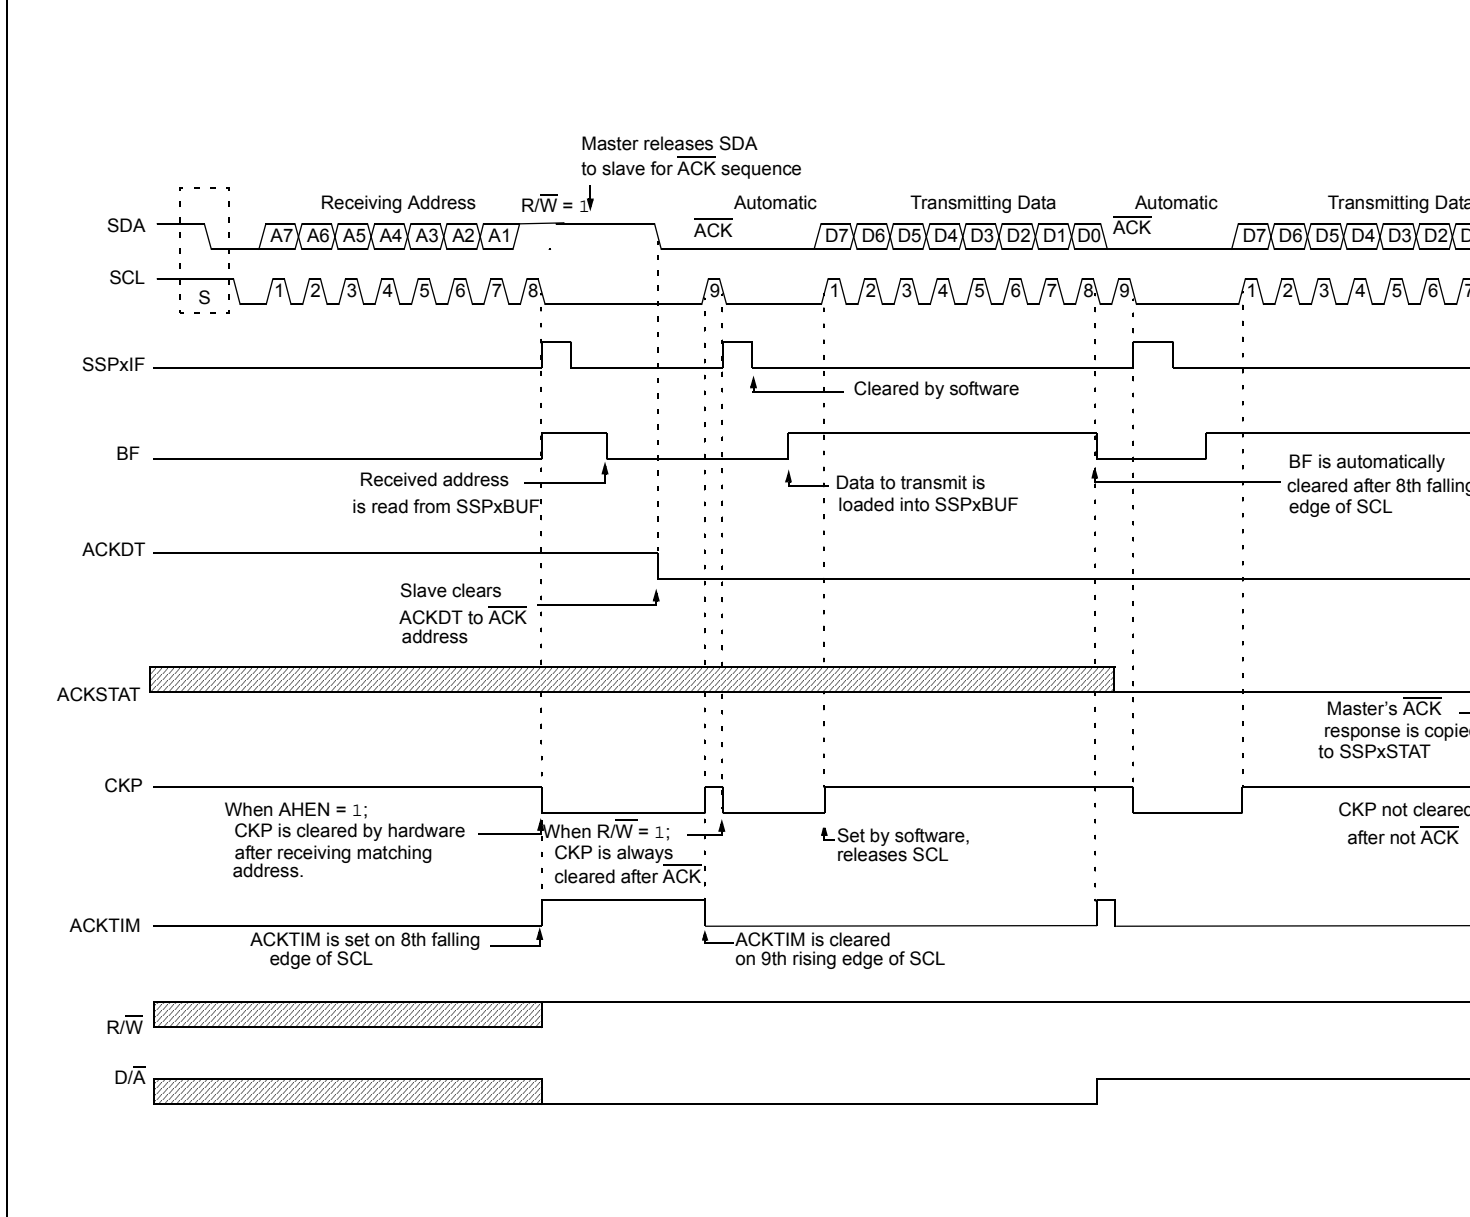 Master releases SDA
to slave for ACK sequence
Receiving Address R/W = 1 Automatic Transmitting Data Automatic Transmitting Data
SDA A7 A6 A5 A4 A3 A2 A1 ACK D7 D6 D5 D4 D3 D2 D1 D0 ACK D7 D6 D5 D4 D3 D2
SCL S 1 2 3 4 5 6 7 8 9 1 2 3 4 5 6 7 8 9 1 2 3 4 5 6 7
SSPxIF
Cleared by software
BF
Received address
is read from SSPxBUF
Data to transmit is
loaded into SSPxBUF
BF is automatically
cleared after 8th falling
edge of SCL
ACKDT
Slave clears
ACKDT to ACK
address
ACKSTAT
Master's ACK
response is copied
to SSPxSTAT
CKP
When AHEN = 1;
CKP is cleared by hardware
after receiving matching
address.
When R/W = 1;
CKP is always
cleared after ACK
Set by software,
releases SCL
CKP not cleared
after not ACK
ACKTIM
ACKTIM is set on 8th falling
edge of SCL
ACKTIM is cleared
on 9th rising edge of SCL
R/W
D/A